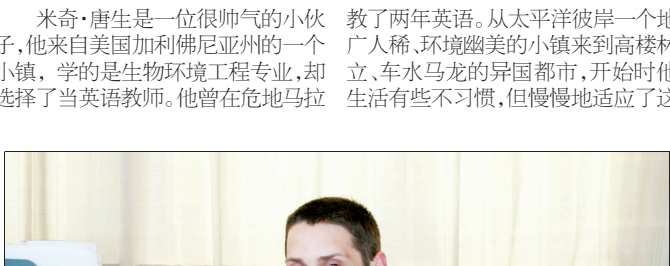 米奇·唐生是一位很帅气的小伙
子,他来自美国加利佛尼亚州的一个
小镇，学的是生物环境工程专业,却
选择了当英语教师。他曾在危地马拉
教了两年英语。从太平洋彼岸一个地
广人稀、环境幽美的小镇来到高楼林
立、车水马龙的异国都市,开始时他
生活有些不习惯,但慢慢地适应了这